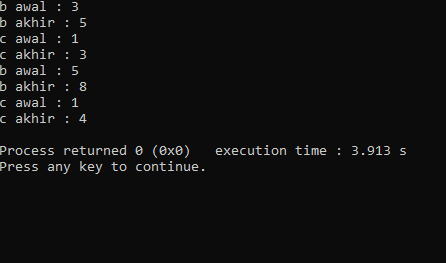 b awal : 3
b akhir : 5
c awal : 1
c akhir : 3
b awal : 5
b akhir : 8
c awal : 1
c akhir : 4
Process returned 0 (0x0)   execution time : 3.913 s
Press any key to continue.